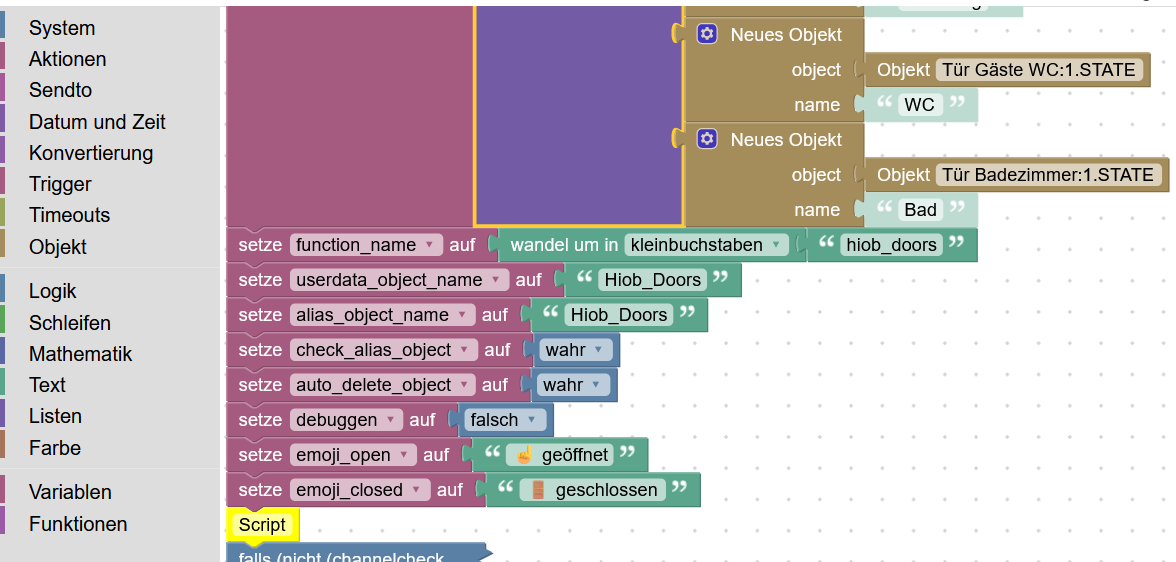 System
Aktionen
Sendto
Datum und Zeit
Konvertierung
Trigger
Timeouts
Objekt
Logik
Schleifen
Mathematik
Text
Listen
Farbe
Variablen
Funktionen
Neues Objekt
object Objekt Tür Gäste WC:1.STATE
name “ WC ”
Neues Objekt
object Objekt Tür Badezimmer:1.STATE
name “ Bad ”
setze function_name ▾ auf wandel um in kleinbuchstaben ▾ “ hiob_doors ”
setze userdata_object_name ▾ auf “ Hiob_Doors ”
setze alias_object_name ▾ auf “ Hiob_Doors ”
setze check_alias_object ▾ auf wahr ▾
setze auto_delete_object ▾ auf wahr ▾
setze debuggen ▾ auf falsch ▾
setze emoji_open ▾ auf “ ☝ geöffnet ”
setze emoji_closed ▾ auf “ 🚪 geschlossen ”
Script
falls (nicht (channelcheck